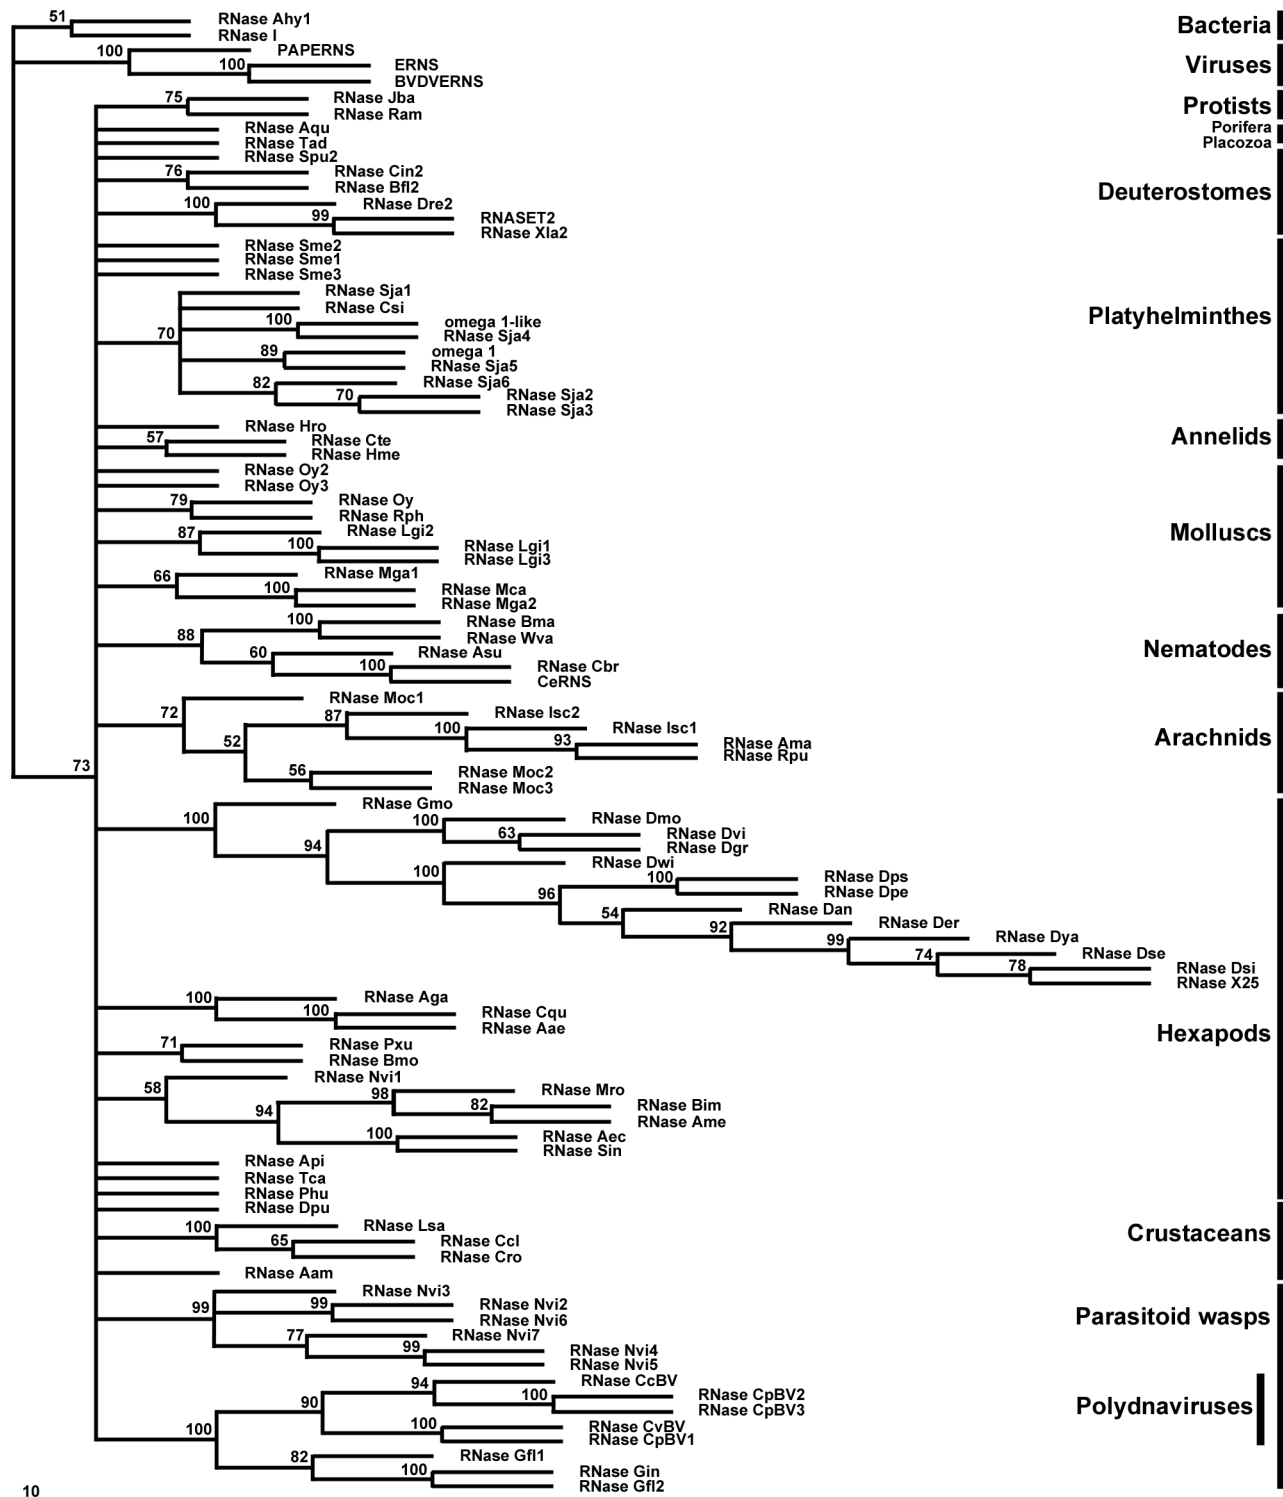 51
RNase Ahy1
RNase I
Bacteria
100
PAPERNS
100
ERNS
BVDVERNS
Viruses
75
RNase Jba
RNase Ram
Protists
RNase Aqu
Porifera
RNase Tad
Placozoa
RNase Spu2
76
RNase Cin2
RNase Bfl2
Deuterostomes
100
RNase Dre2
99
RNASET2
RNase Xla2
RNase Sme2
RNase Sme1
RNase Sme3
RNase Sja1
RNase Csi
Platyhelminthes
100
omega 1-like
RNase Sja4
70
89
omega 1
RNase Sja5
82
RNase Sja6
70
RNase Sja2
RNase Sja3
RNase Hro
57
RNase Cte
RNase Hme
Annelids
RNase Oy2
RNase Oy3
79
RNase Oy
RNase Rph
87
RNase Lgi2
Molluscs
100
RNase Lgi1
RNase Lgi3
66
RNase Mga1
100
RNase Mca
RNase Mga2
100
RNase Bma
RNase Wva
88
60
RNase Asu
Nematodes
100
RNase Cbr
CeRNS
72
RNase Moc1
87
RNase Isc2
100
RNase Isc1
93
RNase Ama
RNase Rpu
Arachnids
52
56
RNase Moc2
RNase Moc3
73
100
RNase Gmo
100
RNase Dmo
63
RNase Dvi
RNase Dgr
94
100
RNase Dwi
100
RNase Dps
RNase Dpe
96
54
RNase Dan
92
RNase Der
99
RNase Dya
74
RNase Dse
78
RNase Dsi
RNase X25
100
RNase Aga
100
RNase Cqu
RNase Aae
Hexapods
71
RNase Pxu
RNase Bmo
58
RNase Nvi1
98
RNase Mro
82
RNase Bim
RNase Ame
94
100
RNase Aec
RNase Sin
RNase Api
RNase Tca
RNase Phu
RNase Dpu
100
RNase Lsa
65
RNase Ccl
RNase Cro
Crustaceans
RNase Aam
99
RNase Nvi3
99
RNase Nvi2
RNase Nvi6
Parasitoid wasps
77
RNase Nvi7
99
RNase Nvi4
RNase Nvi5
94
RNase CcBV
100
RNase CpBV2
RNase CpBV3
90
Polydnaviruses
100
RNase CvBV
RNase CpBV1
100
82
RNase Gfl1
100
RNase Gin
RNase Gfl2
10